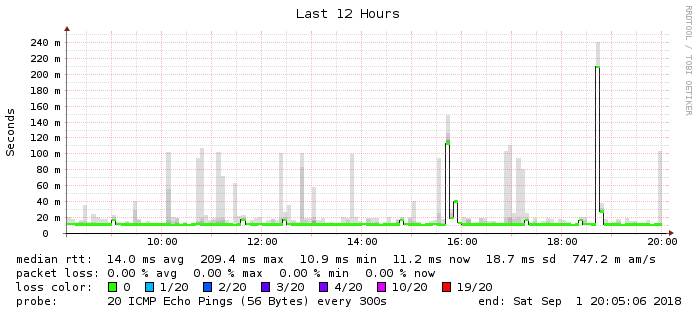 Last 12 Hours
RRDTOOL / TOBI OETIKER
Seconds
240 m
220 m
200 m
180 m
160 m
140 m
120 m
100 m
80 m
60 m
40 m
20 m
0
10:00 12:00 14:00 16:00 18:00 20:00
median rtt: 14.0 ms avg 209.4 ms max 10.9 ms min 11.2 ms now 18.7 ms sd 747.2 m am/s
packet loss: 0.00 % avg 0.00 % max 0.00 % min 0.00 % now
loss color: 0 1/20 2/20 3/20 4/20 10/20 19/20
probe: 20 ICMP Echo Pings (56 Bytes) every 300s end: Sat Sep 1 20:05:06 2018